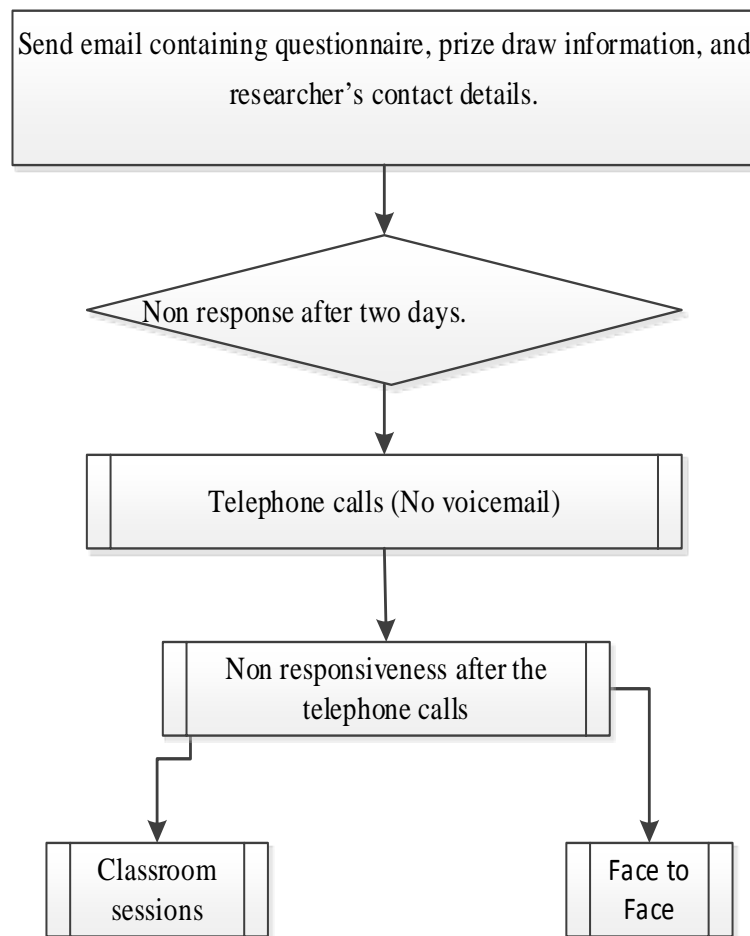 Send email containing questionnaire, prize draw information, and
researcher’s contact details.
Non response after two days.
Telephone calls (No voicemail)
Non responsiveness after the
telephone calls
Classroom
sessions
Face to
Face